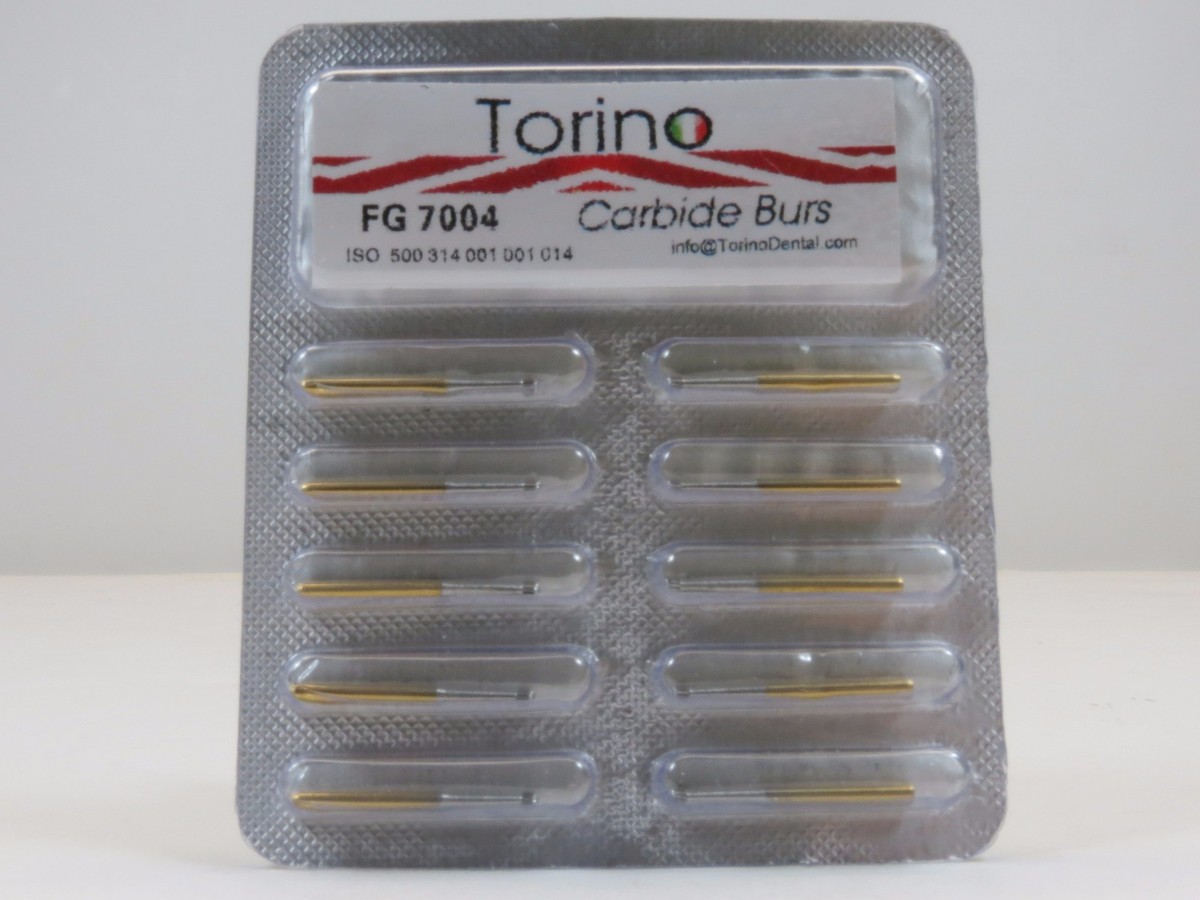 Torino
FG 7004
Carbide Burs
ISO 500 314 001 001 014
info@TorinoDental.com